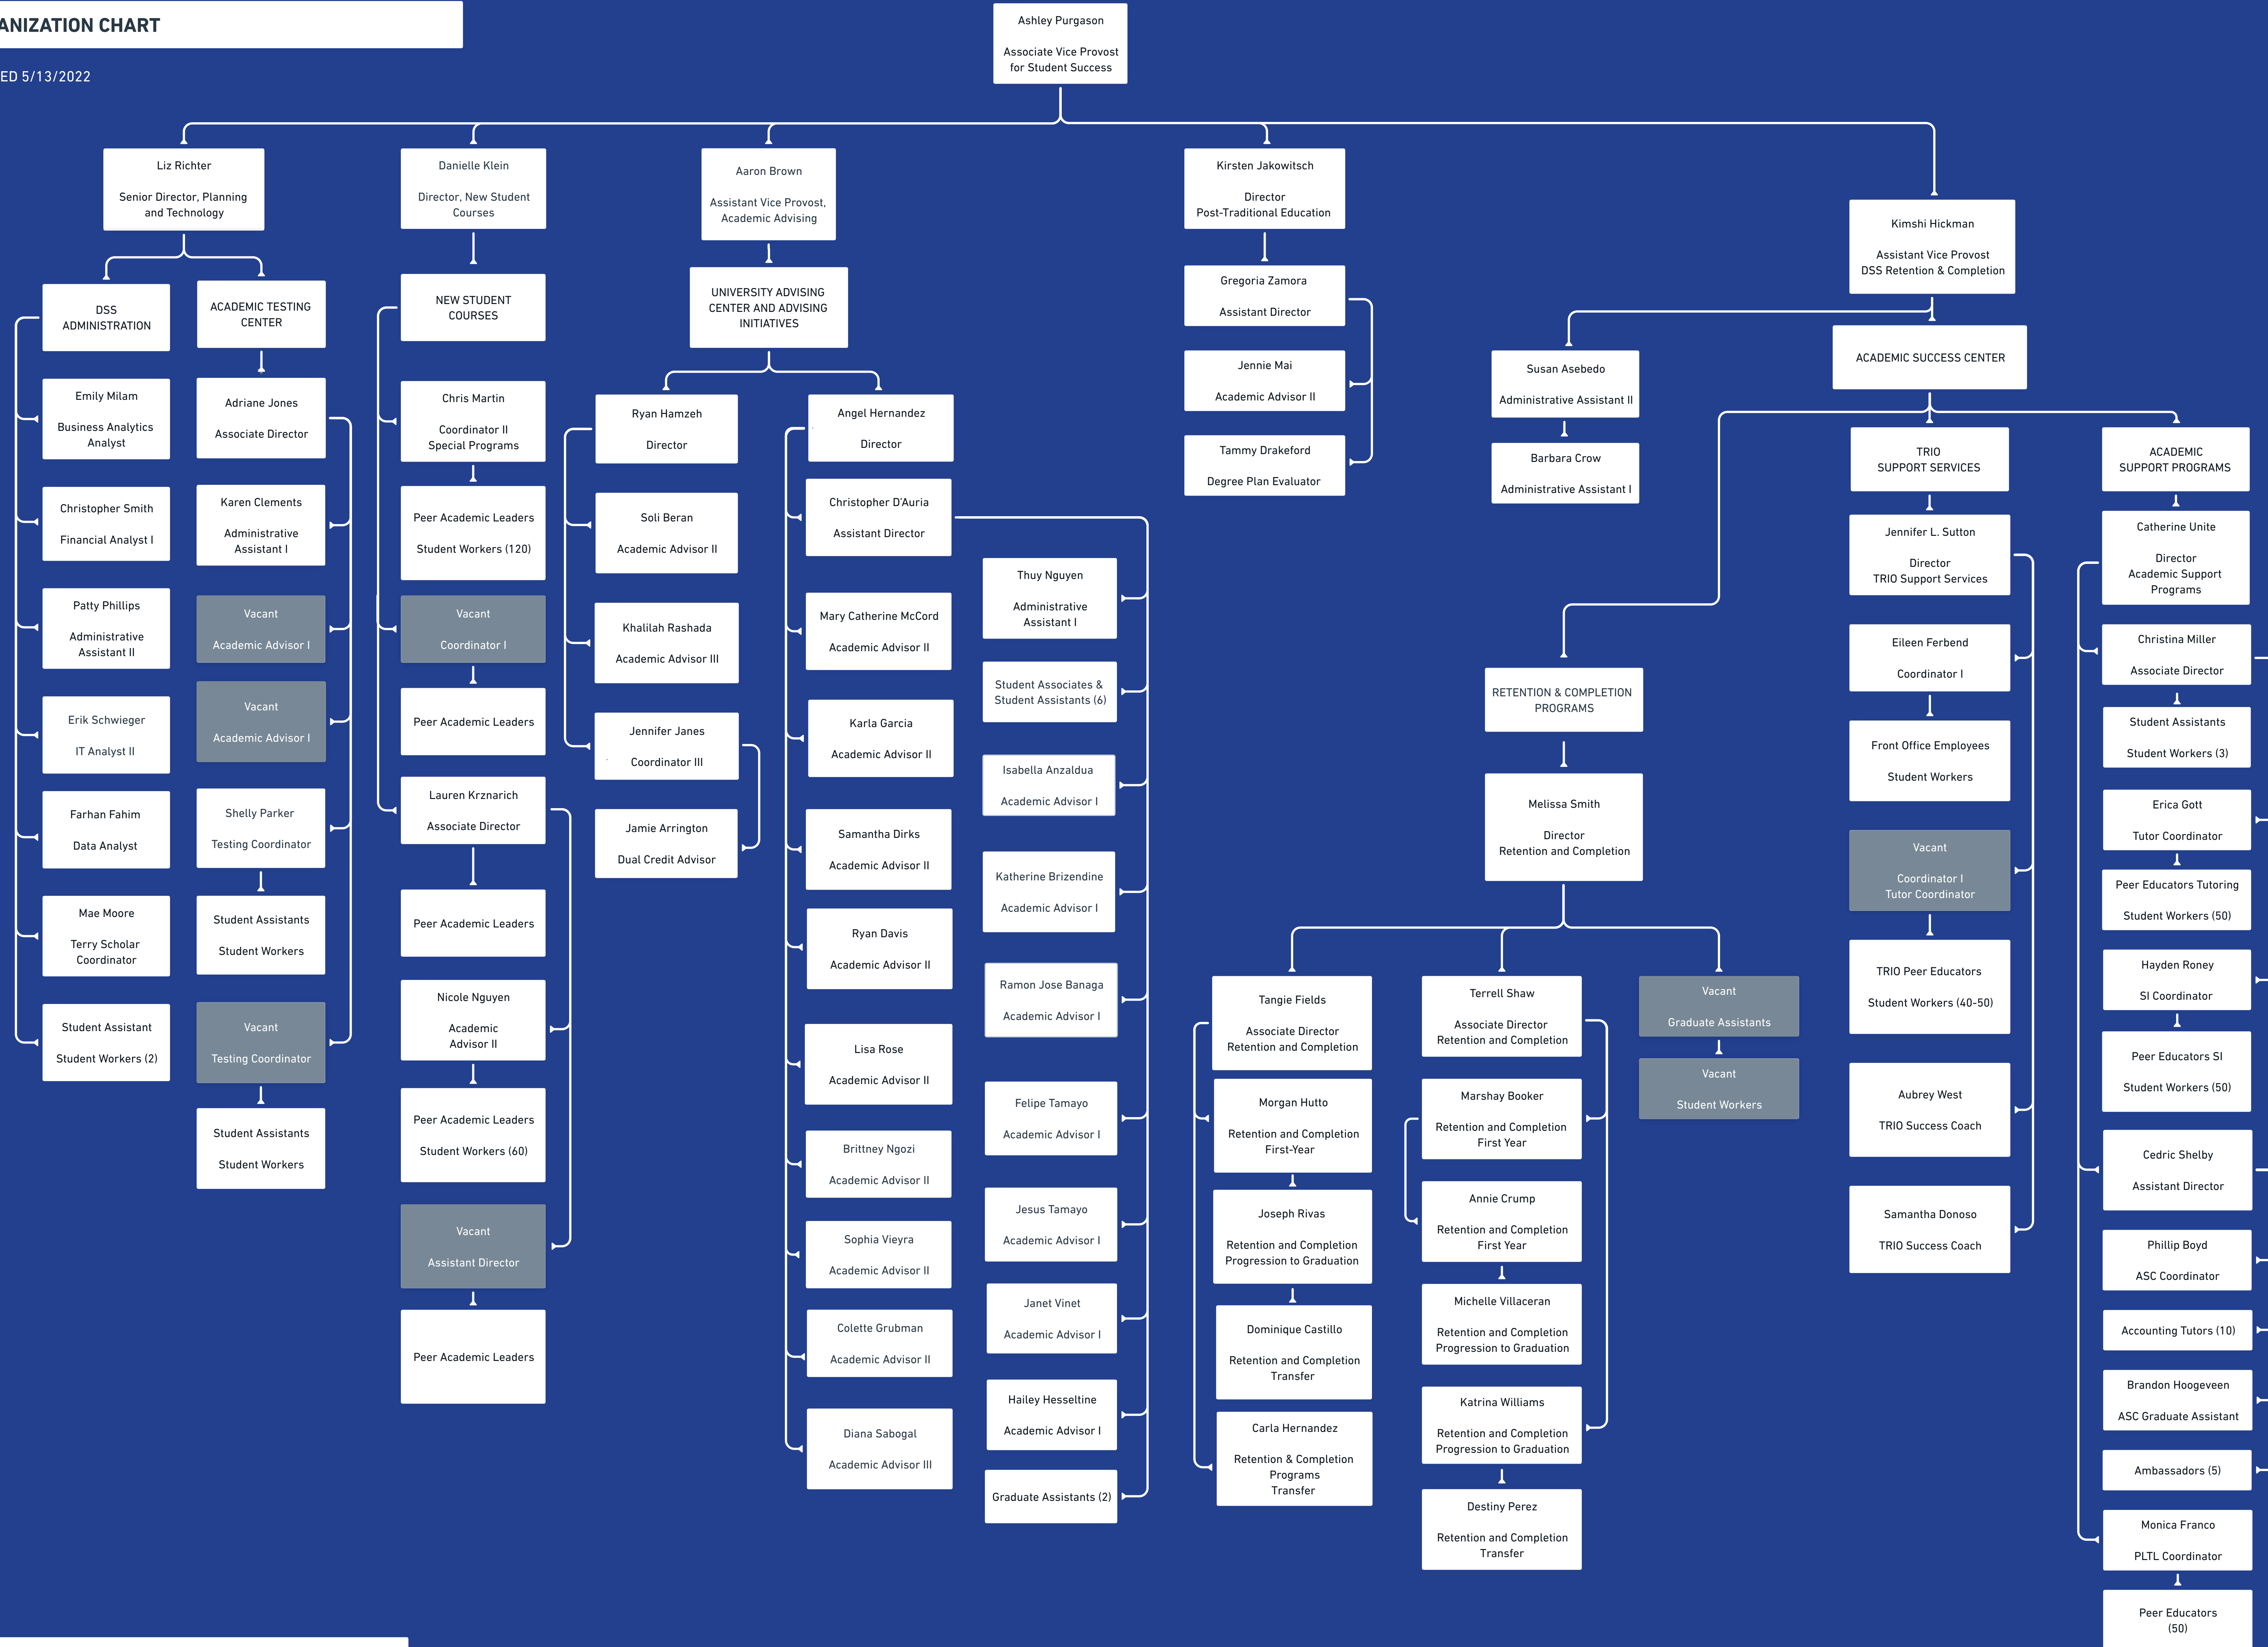 ANIZATION CHART
ED 5/13/2022
Ashley Purgason
Associate Vice Provost
for Student Success
Liz Richter
Senior Director, Planning
and Technology
DSS
ADMINISTRATION
Emily Milam
Business Analytics
Analyst
Christopher Smith
Financial Analyst I
Patty Phillips
Administrative
Assistant II
Erik Schwieger
IT Analyst II
Farhan Fahim
Data Analyst
Mae Moore
Terry Scholar
Coordinator
Student Assistant
Student Workers (2)
ACADEMIC TESTING
CENTER
Adriane Jones
Associate Director
Karen Clements
Administrative
Assistant I
Vacant
Academic Advisor I
Vacant
Academic Advisor I
Shelly Parker
Testing Coordinator
Student Assistants
Student Workers
Vacant
Testing Coordinator
Student Assistants
Student Workers
Danielle Klein
Director, New Student
Courses
NEW STUDENT
COURSES
Chris Martin
Coordinator II
Special Programs
Peer Academic Leaders
Student Workers (120)
Vacant
Coordinator I
Peer Academic Leaders
Lauren Krznarich
Associate Director
Peer Academic Leaders
Nicole Nguyen
Academic
Advisor II
Peer Academic Leaders
Student Workers (60)
Vacant
Assistant Director
Peer Academic Leaders
Aaron Brown
Assistant Vice Provost,
Academic Advising
UNIVERSITY ADVISING
CENTER AND ADVISING
INITIATIVES
Ryan Hamzeh
Director
Soli Beran
Academic Advisor II
Khalilah Rashada
Academic Advisor III
Jennifer Janes
Coordinator III
Jamie Arrington
Dual Credit Advisor
Angel Hernandez
Director
Christopher D'Auria
Assistant Director
Mary Catherine McCord
Academic Advisor II
Karla Garcia
Academic Advisor II
Samantha Dirks
Academic Advisor II
Ryan Davis
Academic Advisor II
Lisa Rose
Academic Advisor II
Brittney Ngozi
Academic Advisor II
Sophia Vieyra
Academic Advisor II
Colette Grubman
Academic Advisor II
Diana Sabogal
Academic Advisor III
Thuy Nguyen
Administrative
Assistant I
Student Associates &
Student Assistants (6)
Isabella Anzaldua
Academic Advisor I
Katherine Brizendine
Academic Advisor I
Ramon Jose Banaga
Academic Advisor I
Felipe Tamayo
Academic Advisor I
Jesus Tamayo
Academic Advisor I
Janet Vinet
Academic Advisor I
Hailey Hesseltine
Academic Advisor I
Graduate Assistants (2)
Kirsten Jakowitsch
Director
Post-Traditional Education
Gregoria Zamora
Assistant Director
Jennie Mai
Academic Advisor II
Tammy Drakeford
Degree Plan Evaluator
Kimshi Hickman
Assistant Vice Provost
DSS Retention & Completion
Susan Asebedo
Administrative Assistant II
Barbara Crow
Administrative Assistant I
ACADEMIC SUCCESS CENTER
RETENTION & COMPLETION
PROGRAMS
Melissa Smith
Director
Retention and Completion
Tangie Fields
Associate Director
Retention and Completion
Morgan Hutto
Retention and Completion
First-Year
Joseph Rivas
Retention and Completion
Progression to Graduation
Dominique Castillo
Retention and Completion
Transfer
Carla Hernandez
Retention & Completion
Programs
Transfer
Terrell Shaw
Associate Director
Retention and Completion
Marshay Booker
Retention and Completion
First Year
Annie Crump
Retention and Completion
First Year
Michelle Villaceran
Retention and Completion
Progression to Graduation
Katrina Williams
Retention and Completion
Progression to Graduation
Destiny Perez
Retention and Completion
Transfer
Vacant
Graduate Assistants
Vacant
Student Workers
TRIO
SUPPORT SERVICES
Jennifer L. Sutton
Director
TRIO Support Services
Eileen Ferbend
Coordinator I
Front Office Employees
Student Workers
Vacant
Coordinator I
Tutor Coordinator
TRIO Peer Educators
Student Workers (40-50)
Aubrey West
TRIO Success Coach
Samantha Donoso
TRIO Success Coach
ACADEMIC
SUPPORT PROGRAMS
Catherine Unite
Director
Academic Support
Programs
Christina Miller
Associate Director
Student Assistants
Student Workers (3)
Erica Gott
Tutor Coordinator
Peer Educators Tutoring
Student Workers (50)
Hayden Roney
SI Coordinator
Peer Educators SI
Student Workers (50)
Cedric Shelby
Assistant Director
Phillip Boyd
ASC Coordinator
Accounting Tutors (10)
Brandon Hoogeveen
ASC Graduate Assistant
Ambassadors (5)
Monica Franco
PLTL Coordinator
Peer Educators
(50)